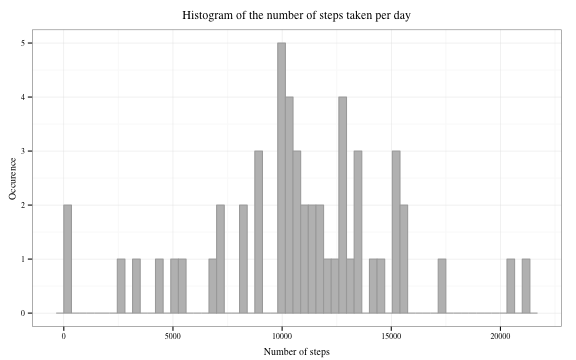 Histogram of the number of steps taken per day
Occurence
5
4
3
2
1
0
0 5000 10000 15000 20000
Number of steps